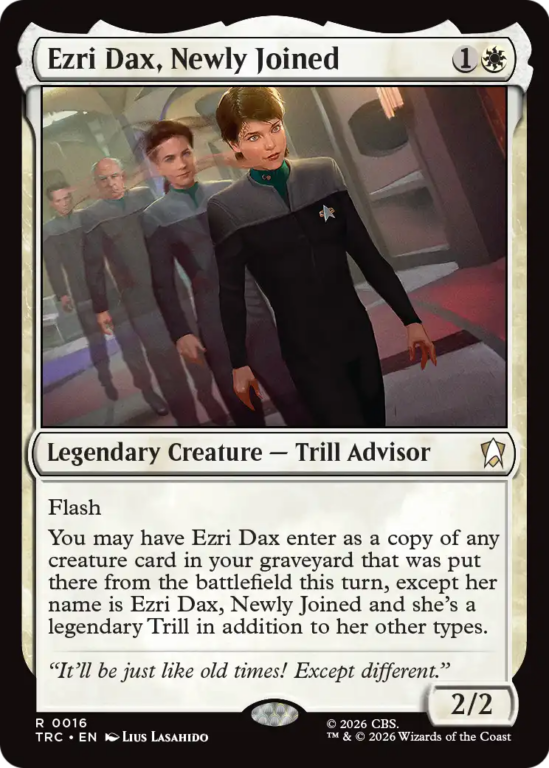 Ezri Dax, Newly Joined 1
Legendary Creature — Trill Advisor
Flash
You may have Ezri Dax enter as a copy of any
creature card in your graveyard that was put
there from the battlefield this turn, except her
name is Ezri Dax, Newly Joined and she's a
legendary Trill in addition to her other types.
"It'll be just like old times! Except different."
2/2
R 0016
TRC • EN Lius Lasahido
© 2026 CBS.
™ & © 2026 Wizards of the Coast